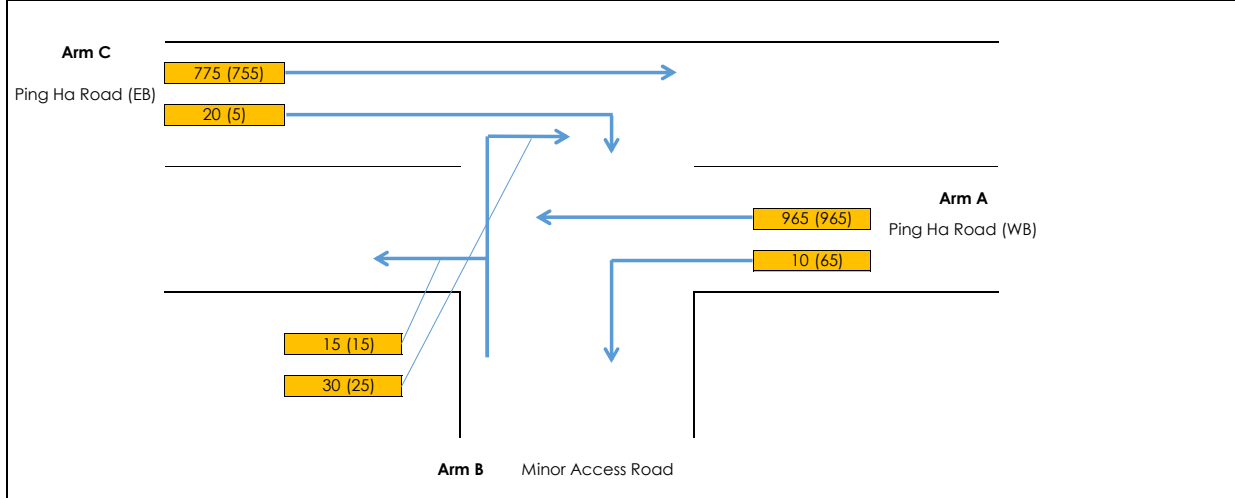 Arm C
775 (755)
Ping Ha Road (EB)
20 (5)
Arm A
965 (965)
Ping Ha Road (WB)
10 (65)
15 (15)
30 (25)
Arm B Minor Access Road